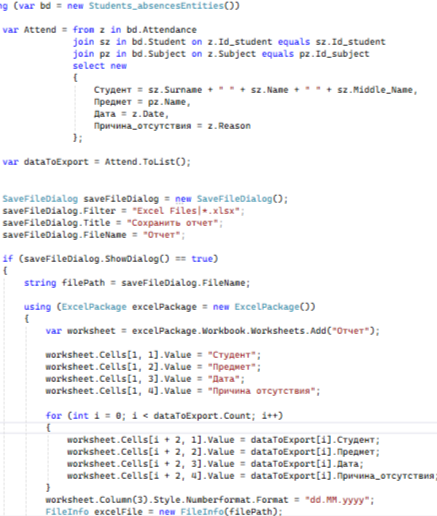 ng (var bd = new Students_absencesEntities())
var Attend = from z in bd.Attendance
join sz in bd.Student on z.Id_student equals sz.Id_student
join pz in bd.Subject on z.Subject equals pz.Id_subject
select new
{
Студент = sz.Surname + " " + sz.Name + " " + sz.Middle_Name,
Предмет = pz.Name,
Дата = z.Date,
Причина_отсутствия = z.Reason
};
var dataToExport = Attend.ToList();
SaveFileDialog saveFileDialog = new SaveFileDialog();
saveFileDialog.Filter = "Excel Files|*.xlsx";
saveFileDialog.Title = "Сохранить отчет";
saveFileDialog.FileName = "Отчет";
if (saveFileDialog.ShowDialog() == true)
{
string filePath = saveFileDialog.FileName;
using (ExcelPackage excelPackage = new ExcelPackage())
{
var worksheet = excelPackage.Workbook.Worksheets.Add("Отчет");
worksheet.Cells[1, 1].Value = "Студент";
worksheet.Cells[1, 2].Value = "Предмет";
worksheet.Cells[1, 3].Value = "Дата";
worksheet.Cells[1, 4].Value = "Причина отсутствия";
for (int i = 0; i < dataToExport.Count; i++)
{
worksheet.Cells[i + 2, 1].Value = dataToExport[i].Студент;
worksheet.Cells[i + 2, 2].Value = dataToExport[i].Предмет;
worksheet.Cells[i + 2, 3].Value = dataToExport[i].Дата;
worksheet.Cells[i + 2, 4].Value = dataToExport[i].Причина_отсутствия;
}
worksheet.Column(3).Style.Numberformat.Format = "dd.MM.yyyy";
FileInfo excelFile = new FileInfo(filePath);